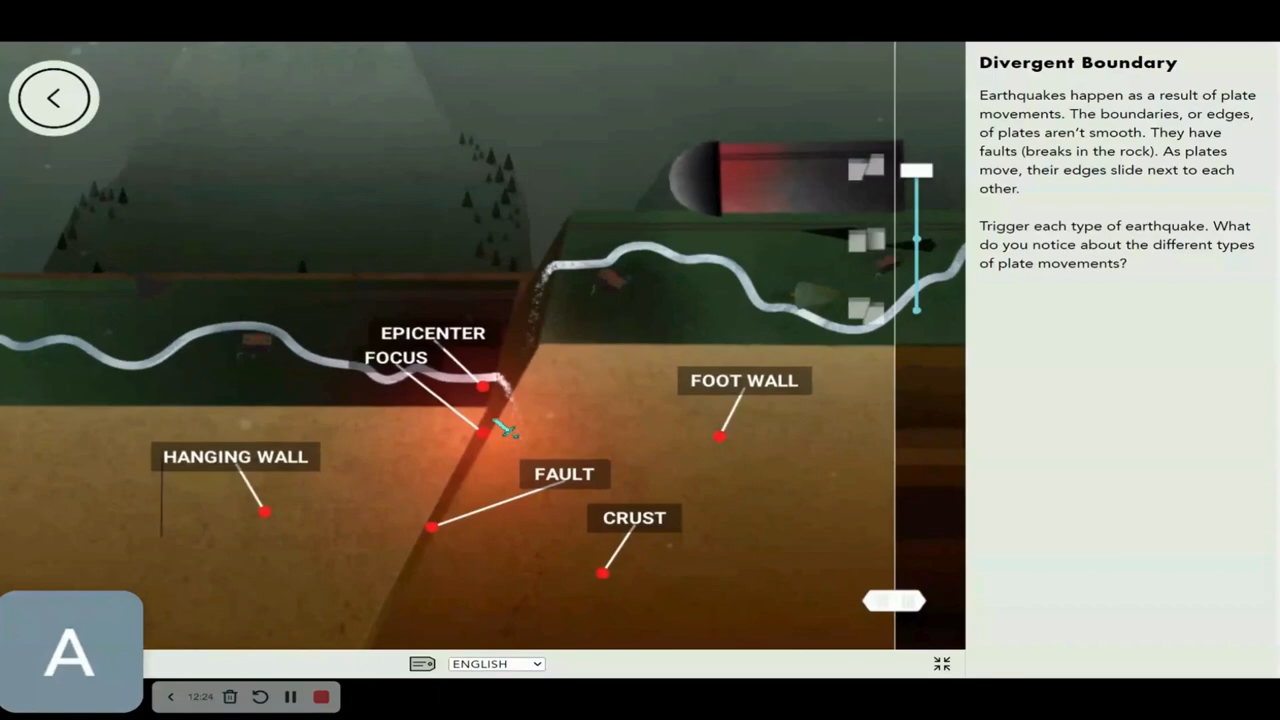 Divergent Boundary
Earthquakes happen as a result of plate
movements. The boundaries, or edges,
of plates aren't smooth. They have
faults (breaks in the rock). As plates
move, their edges slide next to each
other.
Trigger each type of earthquake. What
do you notice about the different types
of plate movements?
EPICENTER
FOCUS
FOOT WALL
HANGING WALL
FAULT
CRUST
A
ENGLISH
12:24